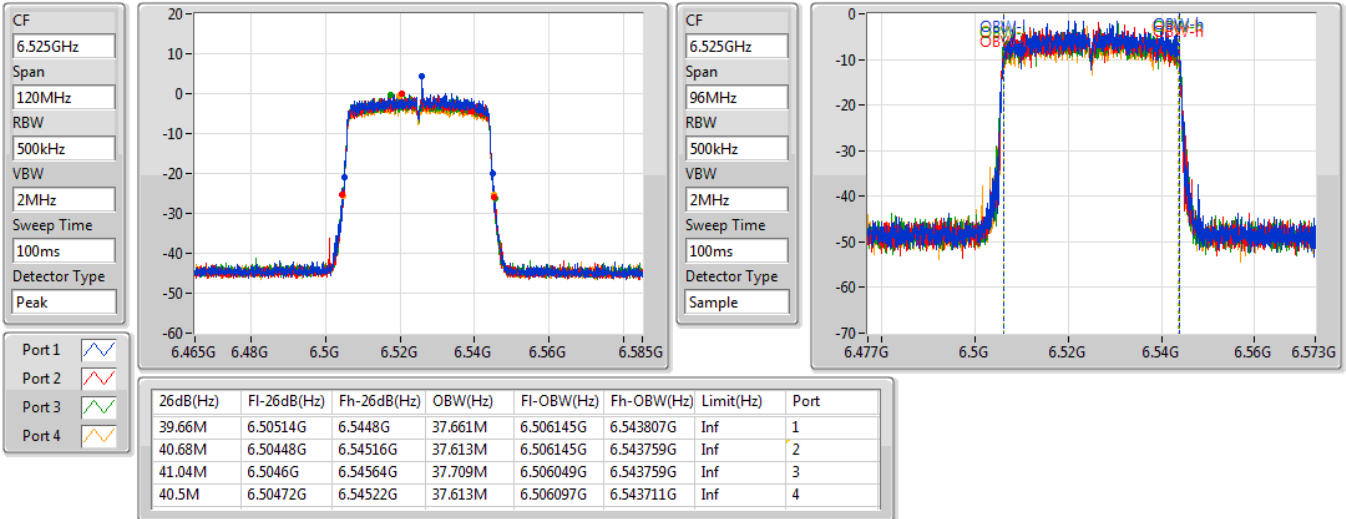 CF
6.525GHz
Span
120MHz
RBW
500kHz
VBW
2MHz
Sweep Time
100ms
Detector Type
Peak
20
10
0
-10
-20
-30
-40
-50
-60
6.465G 6.48G 6.5G 6.52G 6.54G 6.56G 6.585G
CF
6.525GHz
Span
96MHz
RBW
500kHz
VBW
2MHz
Sweep Time
100ms
Detector Type
Sample
0
-10
-20
-30
-40
-50
-60
-70
OBW-h
OBW-h
6.477G 6.5G 6.52G 6.54G 6.56G 6.573G
Port 1
Port 2
Port 3
Port 4
26dB(Hz) Fl-26dB(Hz) Fh-26dB(Hz) OBW(Hz) Fl-OBW(Hz) Fh-OBW(Hz) Limit(Hz) Port
39.66M 6.50514G 6.5448G 37.661M 6.506145G 6.543807G Inf 1
40.68M 6.50448G 6.54516G 37.613M 6.506145G 6.543759G Inf 2
41.04M 6.5046G 6.54564G 37.709M 6.506049G 6.543759G Inf 3
40.5M 6.50472G 6.54522G 37.613M 6.506097G 6.543711G Inf 4